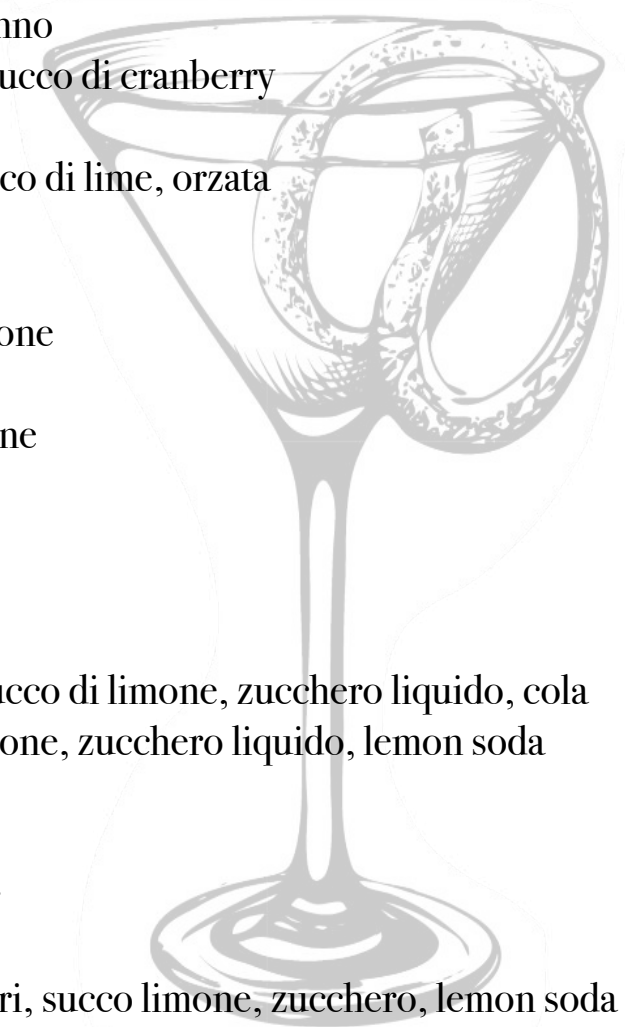 nno
ucco di cranberry
co di lime, orzata
one
ne
ucco di limone, zucchero liquido, cola
one, zucchero liquido, lemon soda
ri, succo limone, zucchero, lemon soda